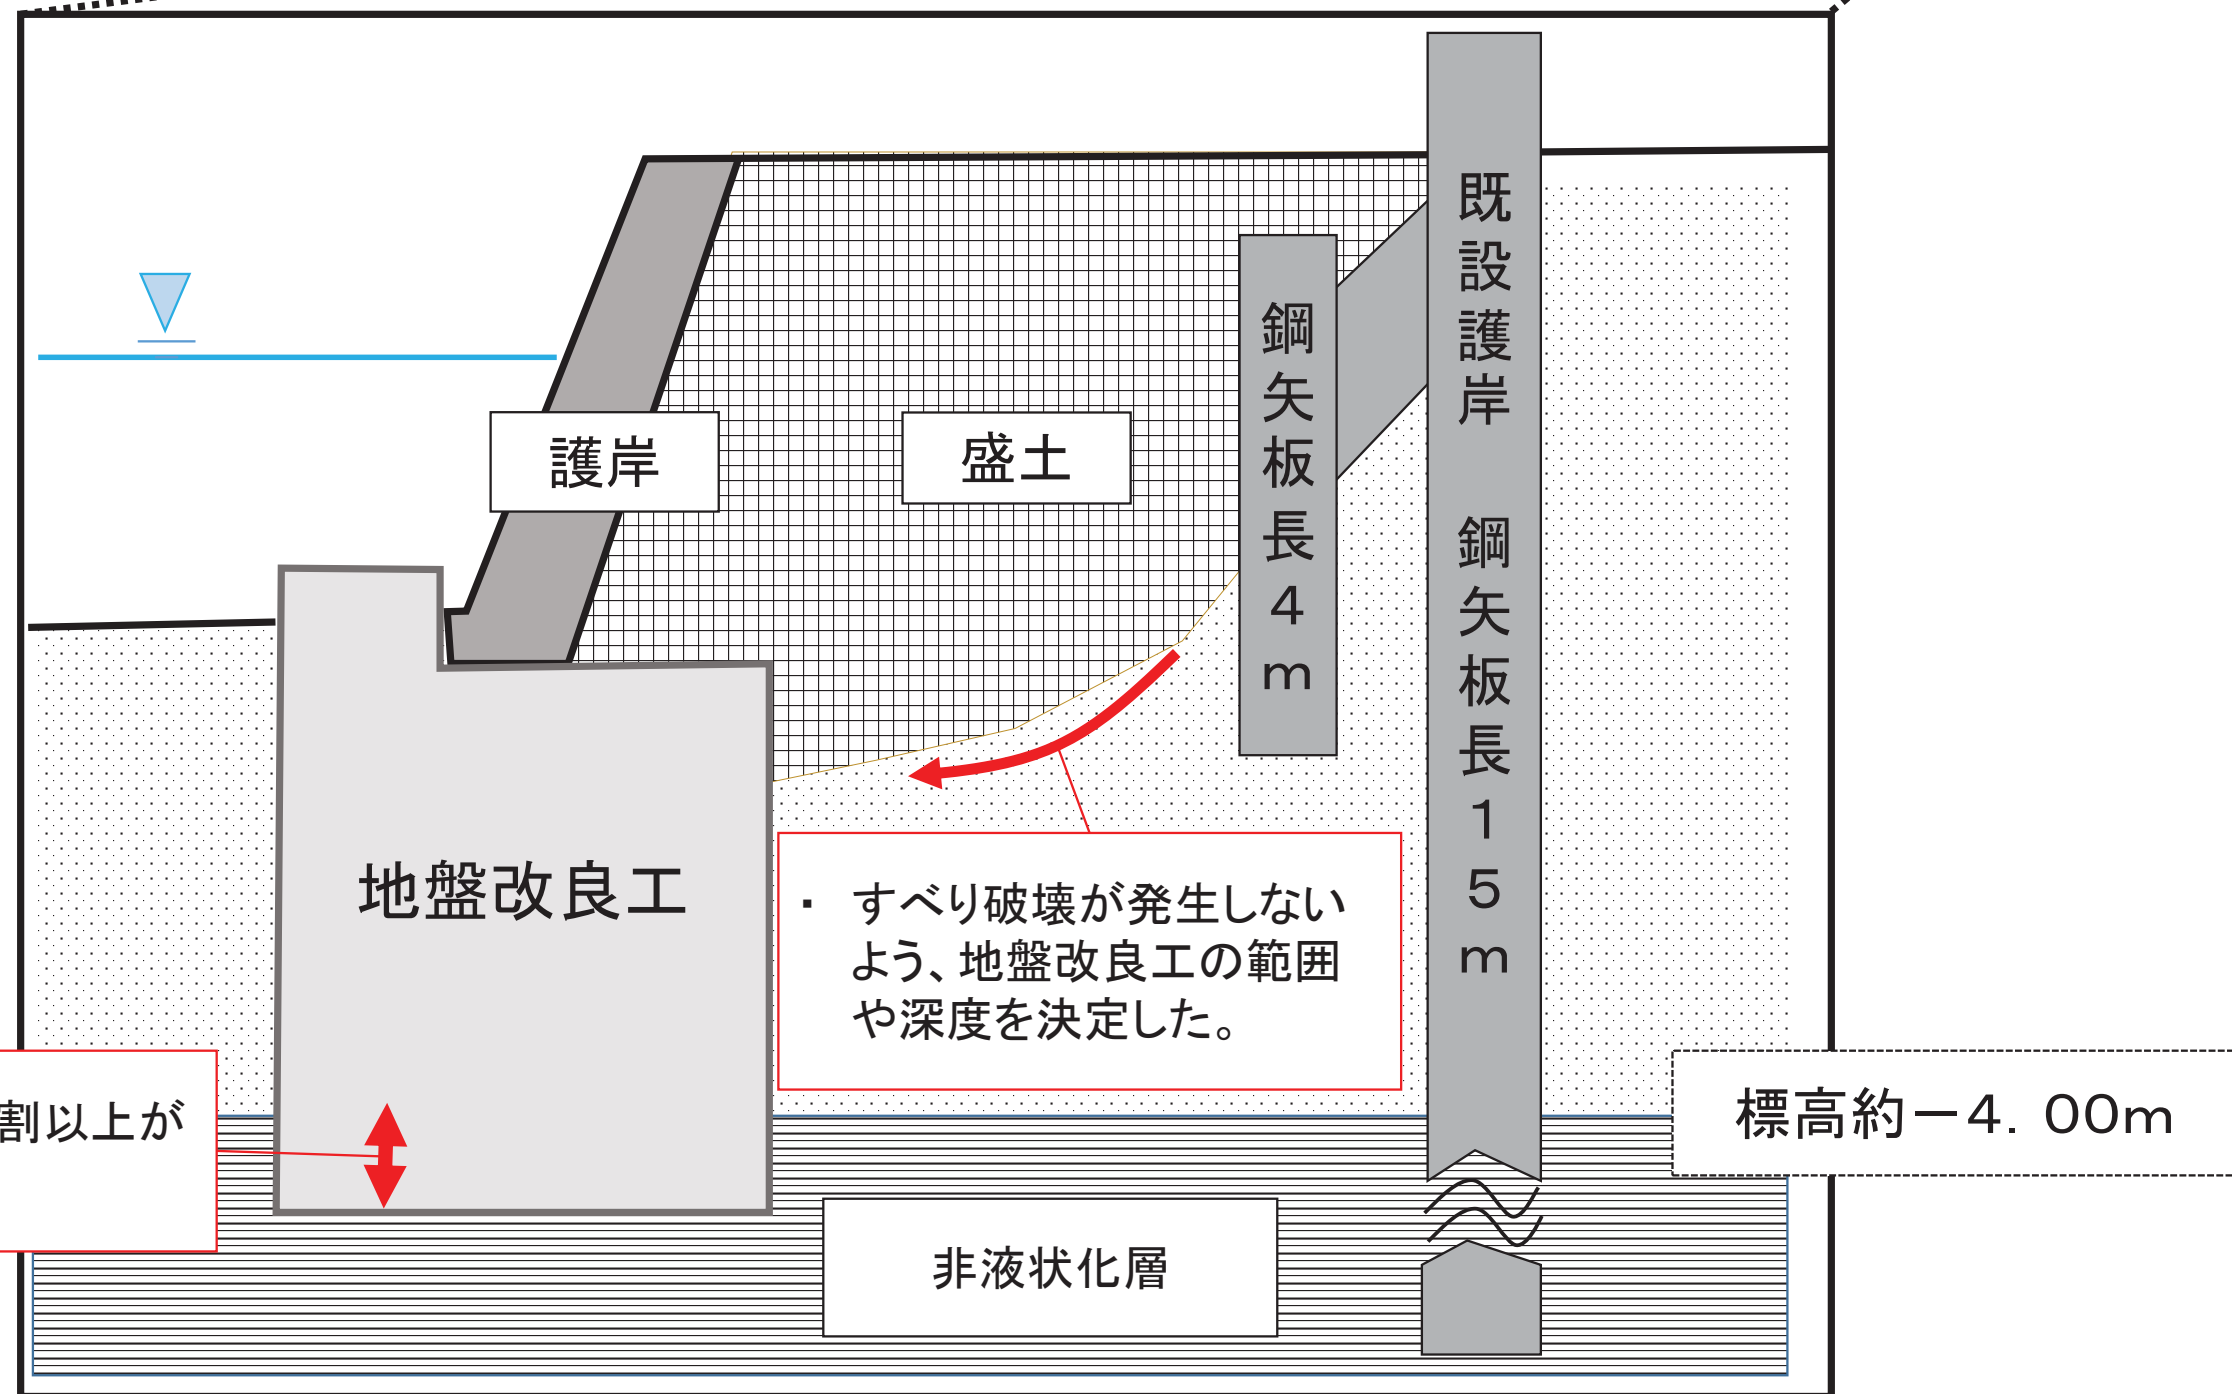 既設護岸　鋼矢板長１５ｍ
鋼矢板長４ｍ
護岸
盛土
地盤改良工
・ すべり破壊が発生しない
よう、地盤改良工の範囲
や深度を決定した。
割以上が
標高約－４．００ｍ
非液状化層